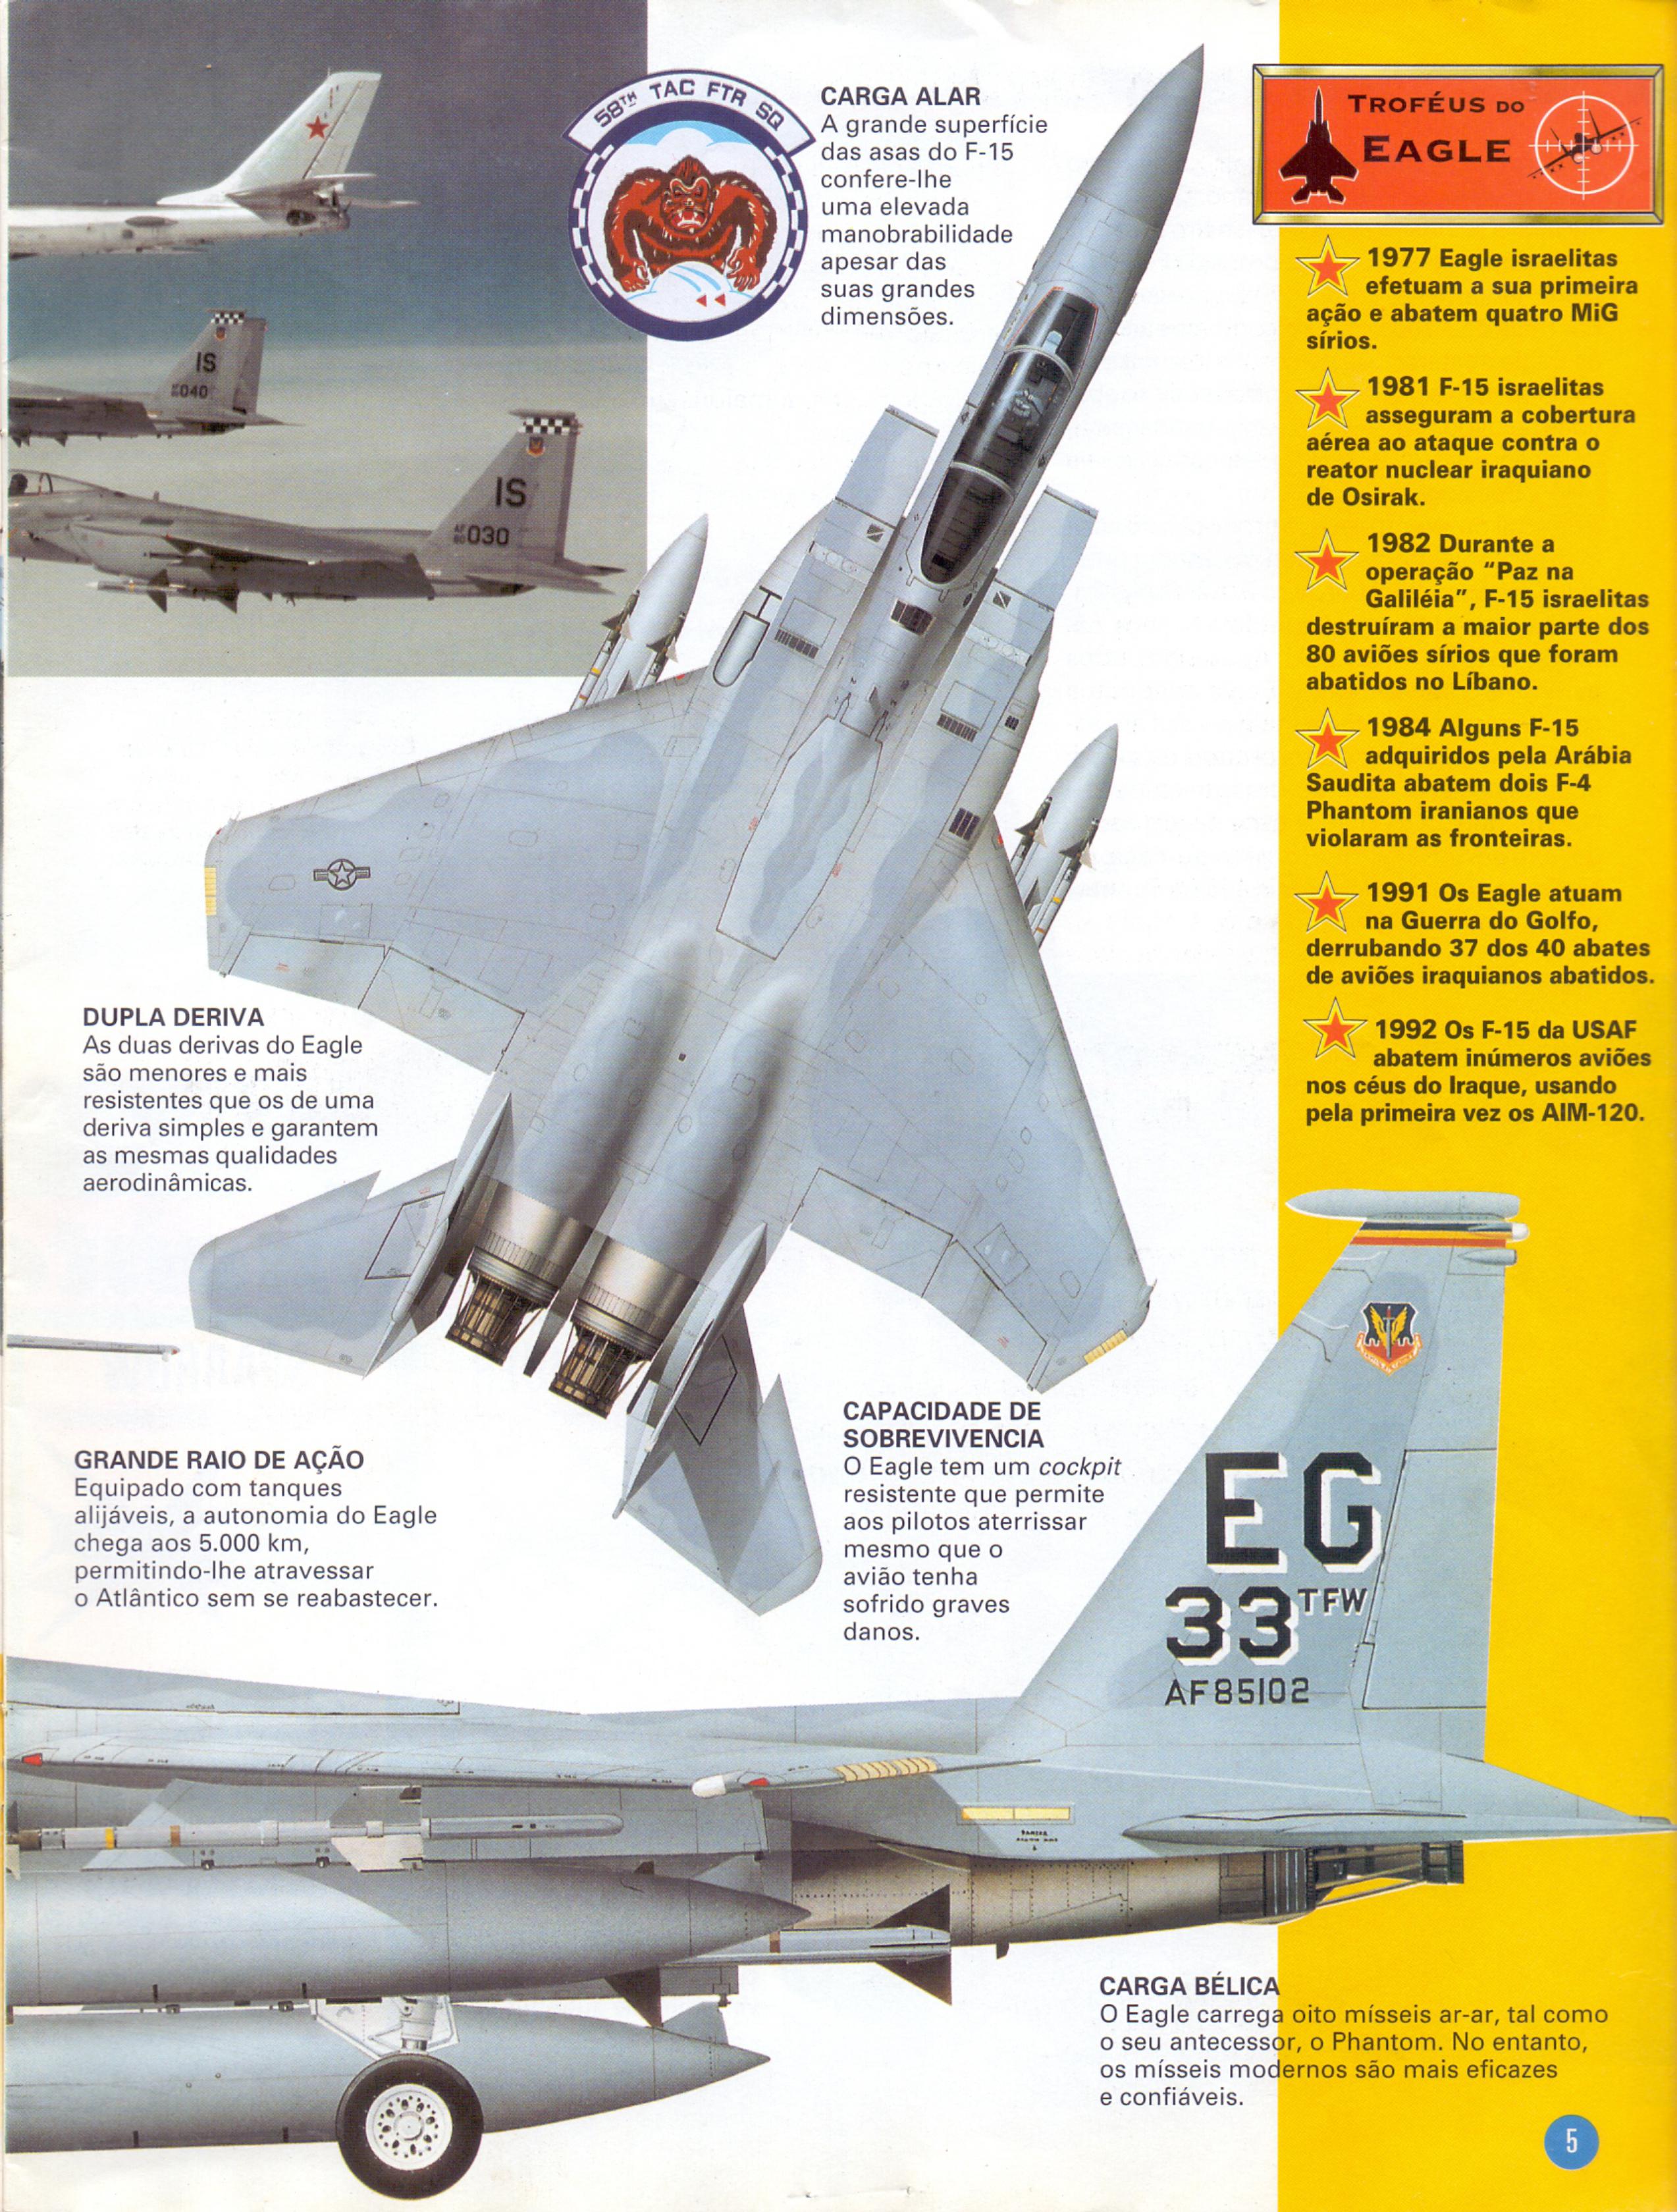 58TH TAC FTR SQ
IS
AF 80 040
IS
AF 80 030
CARGA ALAR
A grande superfície
das asas do F-15
confere-lhe
uma elevada
manobrabilidade
apesar das
suas grandes
dimensões.
TROFÉUS DO
EAGLE
1977 Eagle israelitas
efetuam a sua primeira
ação e abatem quatro MiG
sírios.
1981 F-15 israelitas
asseguram a cobertura
aérea ao ataque contra o
reator nuclear iraquiano
de Osirak.
1982 Durante a
operação “Paz na
Galiléia”, F-15 israelitas
destruíram a maior parte dos
80 aviões sírios que foram
abatidos no Líbano.
1984 Alguns F-15
adquiridos pela Arábia
Saudita abatem dois F-4
Phantom iranianos que
violaram as fronteiras.
1991 Os Eagle atuam
na Guerra do Golfo,
derrubando 37 dos 40 abates
de aviões iraquianos abatidos.
1992 Os F-15 da USAF
abatem inúmeros aviões
nos céus do Iraque, usando
pela primeira vez os AIM-120.
DUPLA DERIVA
As duas derivas do Eagle
são menores e mais
resistentes que os de uma
deriva simples e garantem
as mesmas qualidades
aerodinâmicas.
GRANDE RAIO DE AÇÃO
Equipado com tanques
alijáveis, a autonomia do Eagle
chega aos 5.000 km,
permitindo-lhe atravessar
o Atlântico sem se reabastecer.
CAPACIDADE DE
SOBREVIVENCIA
O Eagle tem um cockpit
resistente que permite
aos pilotos aterrissar
mesmo que o
avião tenha
sofrido graves
danos.
EG
33 TFW
AF85102
CARGA BÉLICA
O Eagle carrega oito mísseis ar-ar, tal como
o seu antecessor, o Phantom. No entanto,
os mísseis modernos são mais eficazes
e confiáveis.
5